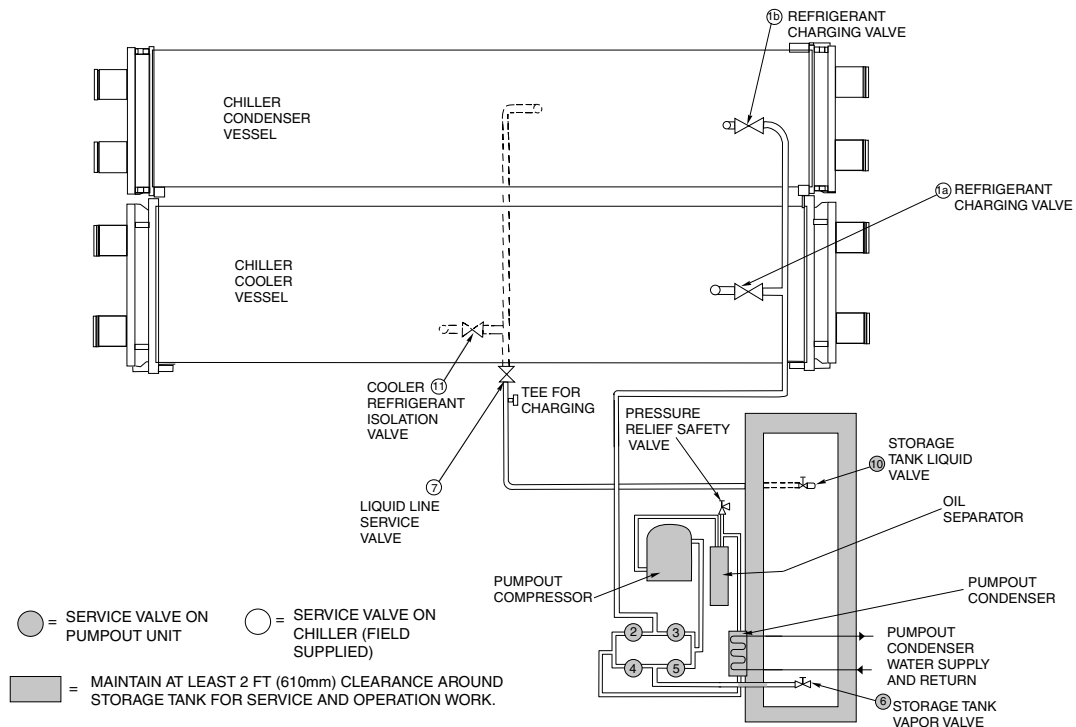 1b REFRIGERANT
CHARGING VALVE
CHILLER
CONDENSER
VESSEL
1a REFRIGERANT
CHARGING VALVE
CHILLER
COOLER
VESSEL
COOLER 11
REFRIGERANT
ISOLATION
VALVE
TEE FOR
CHARGING
PRESSURE
RELIEF SAFETY
VALVE
STORAGE
10 TANK LIQUID
VALVE
7
LIQUID LINE
SERVICE
VALVE
OIL
SEPARATOR
PUMPOUT
COMPRESSOR
PUMPOUT
CONDENSER
2 3
4 5
PUMPOUT
CONDENSER
WATER SUPPLY
AND RETURN
6 STORAGE TANK
VAPOR VALVE
= SERVICE VALVE ON
PUMPOUT UNIT
= SERVICE VALVE ON
CHILLER (FIELD
SUPPLIED)
= MAINTAIN AT LEAST 2 FT (610mm) CLEARANCE AROUND
STORAGE TANK FOR SERVICE AND OPERATION WORK.